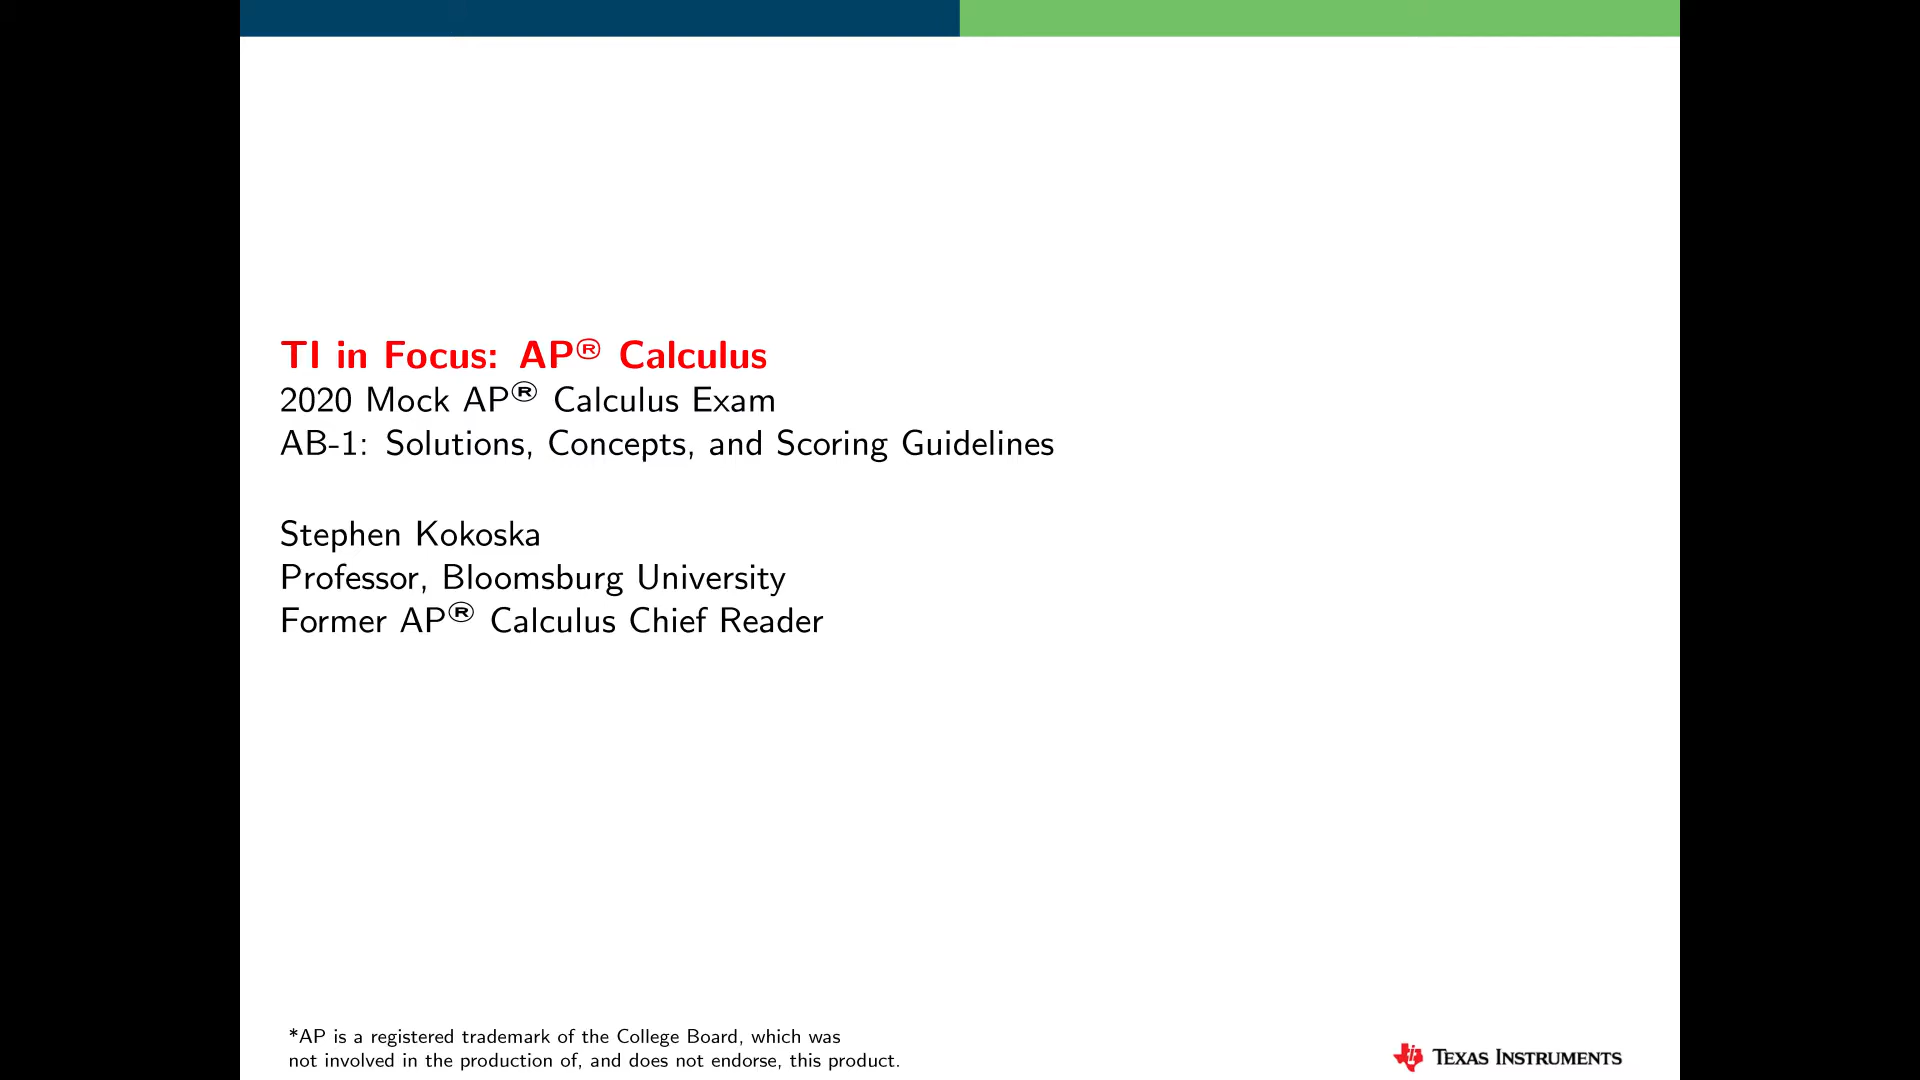 TI in Focus: AP® Calculus
2020 Mock AP® Calculus Exam
AB-1: Solutions, Concepts, and Scoring Guidelines
Stephen Kokoska
Professor, Bloomsburg University
Former AP® Calculus Chief Reader
*AP is a registered trademark of the College Board, which was
not involved in the production of, and does not endorse, this product.
TEXAS INSTRUMENTS